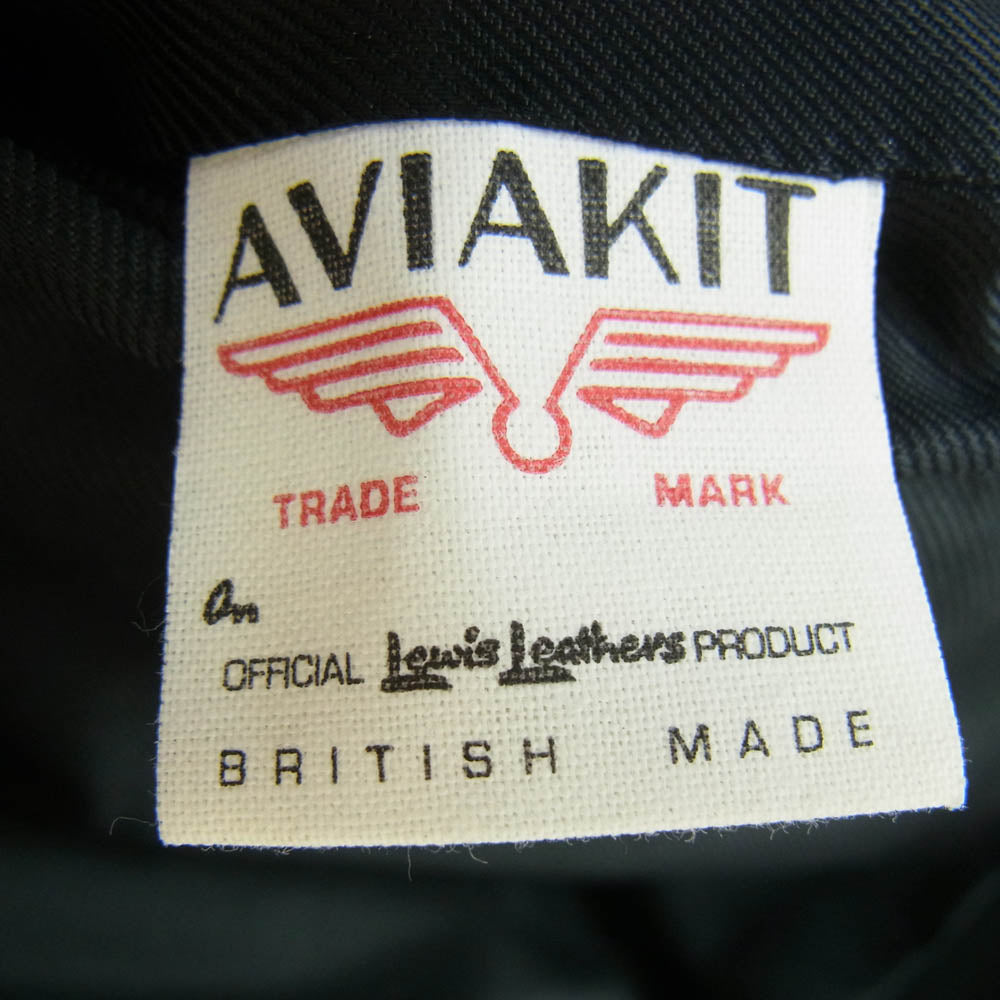 AVIAKIT
TRADE MARK
An
OFFICIAL Lewis Leathers PRODUCT
BRITISH MADE